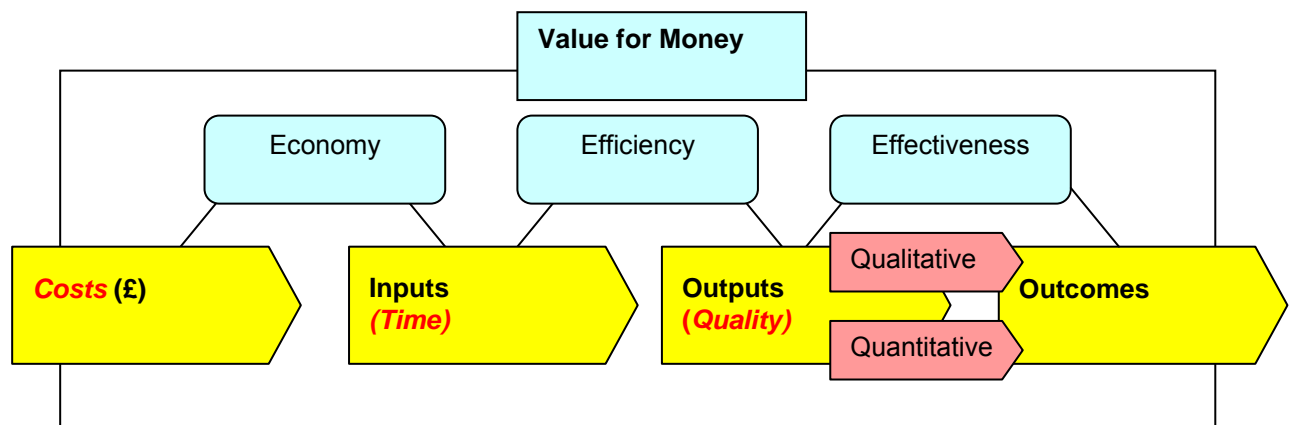 Value for Money
Economy
Efficiency
Effectiveness
Costs (£)
Inputs
(Time)
Outputs
(Quality)
Qualitative
Quantitative
Outcomes